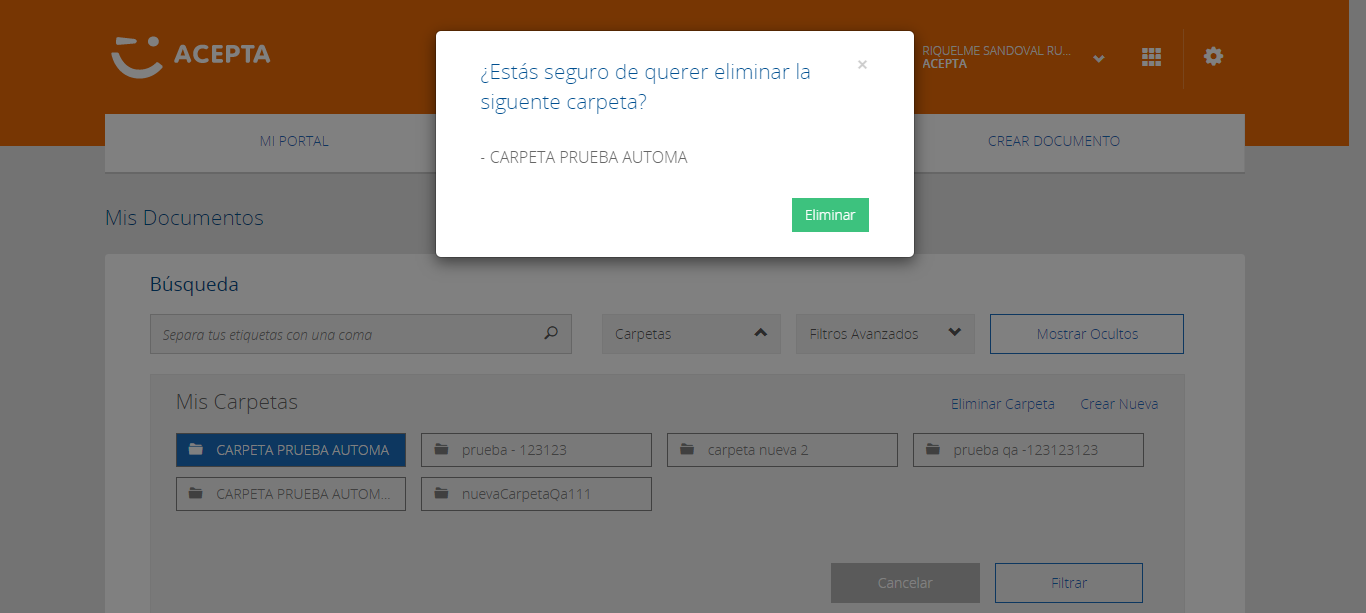 ACEPTA
RIQUELME SANDOVAL RU...
ACEPTA
¿Estás seguro de querer eliminar la
siguente carpeta?
×
- CARPETA PRUEBA AUTOMA
Eliminar
MI PORTAL
CREAR DOCUMENTO
Mis Documentos
Búsqueda
Separa tus etiquetas con una coma
Carpetas
Filtros Avanzados
Mostrar Ocultos
Mis Carpetas
Eliminar Carpeta
Crear Nueva
CARPETA PRUEBA AUTOMA
prueba - 123123
carpeta nueva 2
prueba qa -123123123
CARPETA PRUEBA AUTOM...
nuevaCarpetaQa111
Cancelar
Filtrar